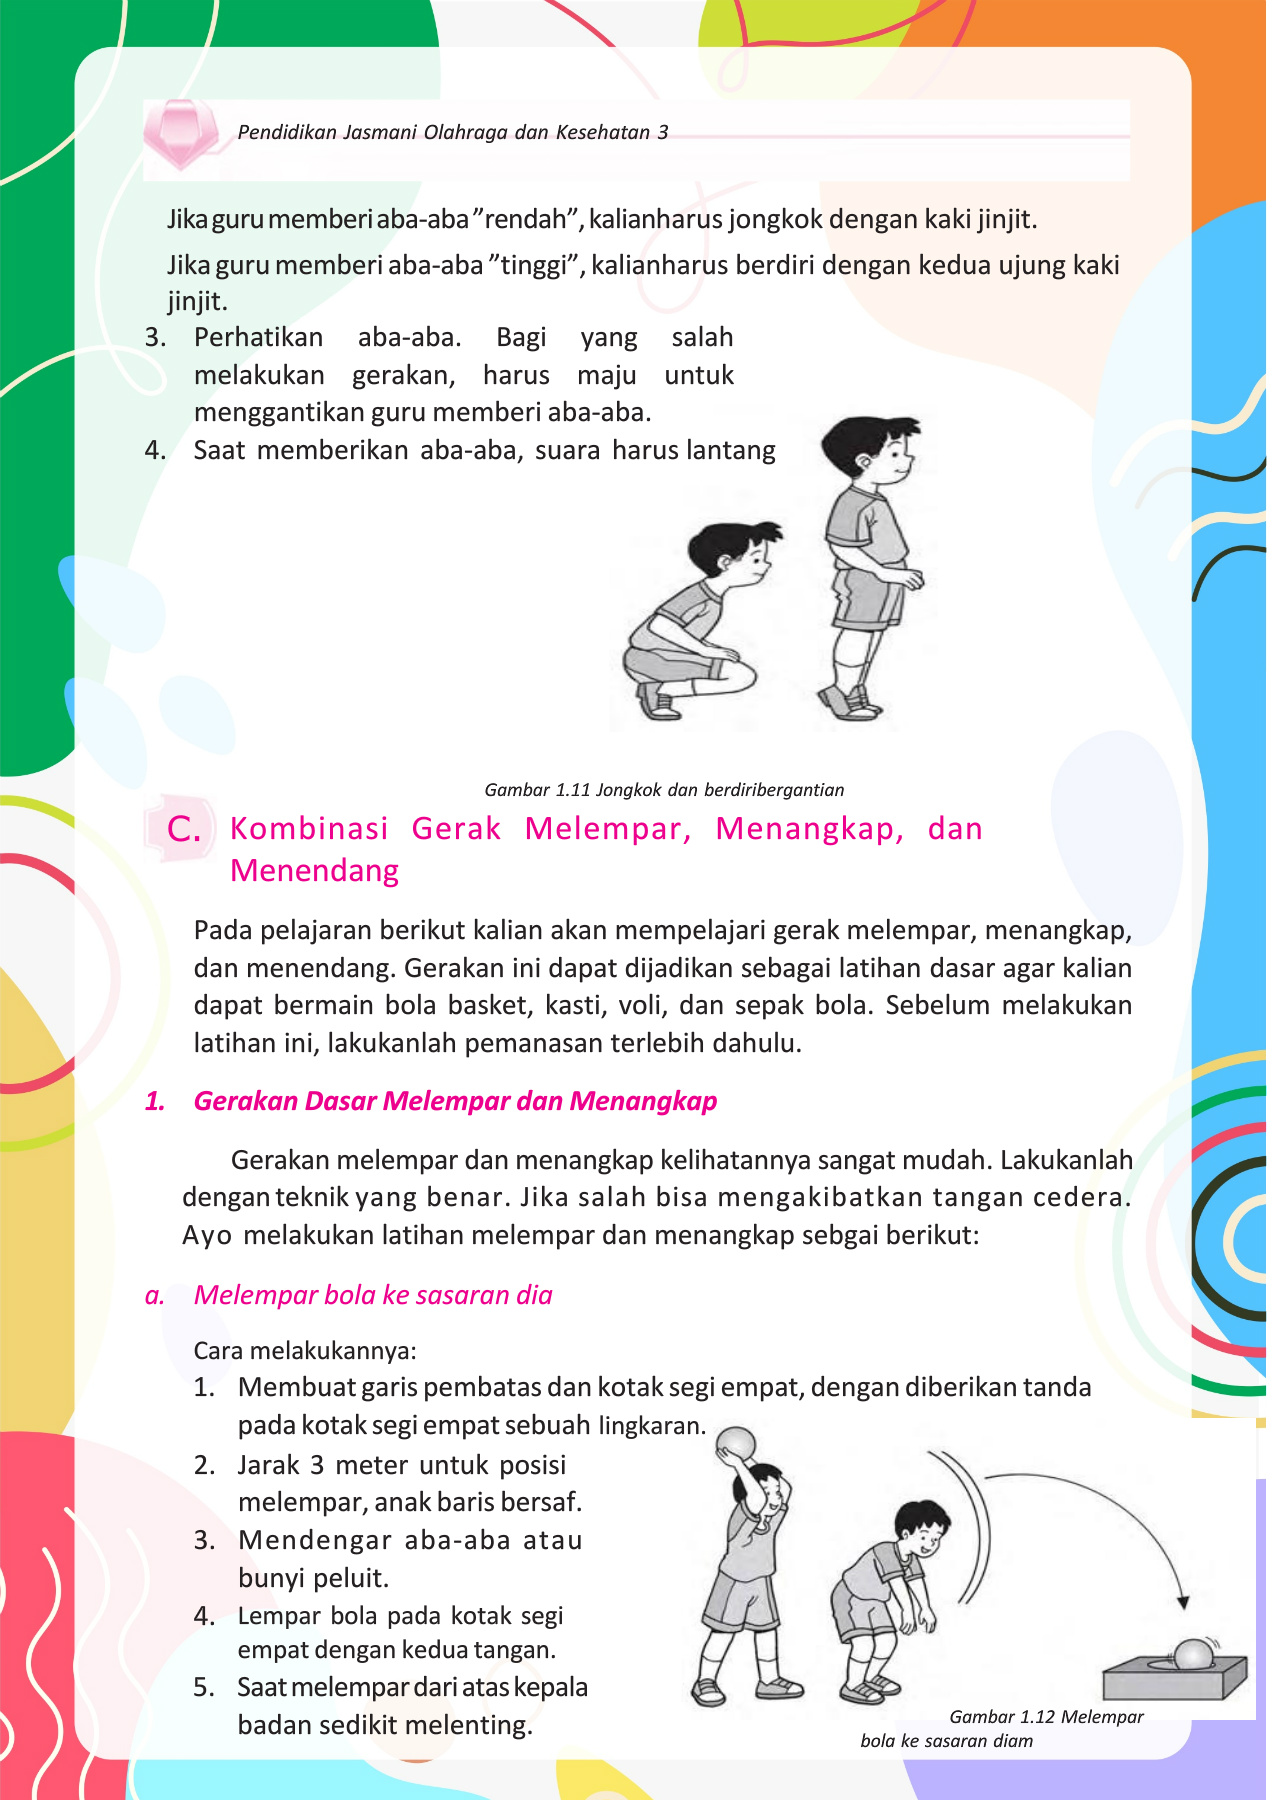 Pendidikan Jasmani Olahraga dan Kesehatan 3
Jika guru memberi aba-aba ”rendah”, kalianharus jongkok dengan kaki jinjit.
Jika guru memberi aba-aba ”tinggi”, kalianharus berdiri dengan kedua ujung kaki
jinjit.
3. Perhatikan aba-aba. Bagi yang salah
melakukan gerakan, harus maju untuk
menggantikan guru memberi aba-aba.
4. Saat memberikan aba-aba, suara harus lantang
Gambar 1.11 Jongkok dan berdiribergantian
C. Kombinasi Gerak Melempar, Menangkap, dan
Menendang
Pada pelajaran berikut kalian akan mempelajari gerak melempar, menangkap,
dan menendang. Gerakan ini dapat dijadikan sebagai latihan dasar agar kalian
dapat bermain bola basket, kasti, voli, dan sepak bola. Sebelum melakukan
latihan ini, lakukanlah pemanasan terlebih dahulu.
1. Gerakan Dasar Melempar dan Menangkap
Gerakan melempar dan menangkap kelihatannya sangat mudah. Lakukanlah
dengan teknik yang benar. Jika salah bisa mengakibatkan tangan cedera.
Ayo melakukan latihan melempar dan menangkap sebgai berikut:
a. Melempar bola ke sasaran dia
Cara melakukannya:
1. Membuat garis pembatas dan kotak segi empat, dengan diberikan tanda
pada kotak segi empat sebuah lingkaran.
2. Jarak 3 meter untuk posisi
melempar, anak baris bersaf.
3. Mendengar aba-aba atau
bunyi peluit.
4. Lempar bola pada kotak segi
empat dengan kedua tangan.
5. Saat melempar dari atas kepala
badan sedikit melenting.
Gambar 1.12 Melempar
bola ke sasaran diam